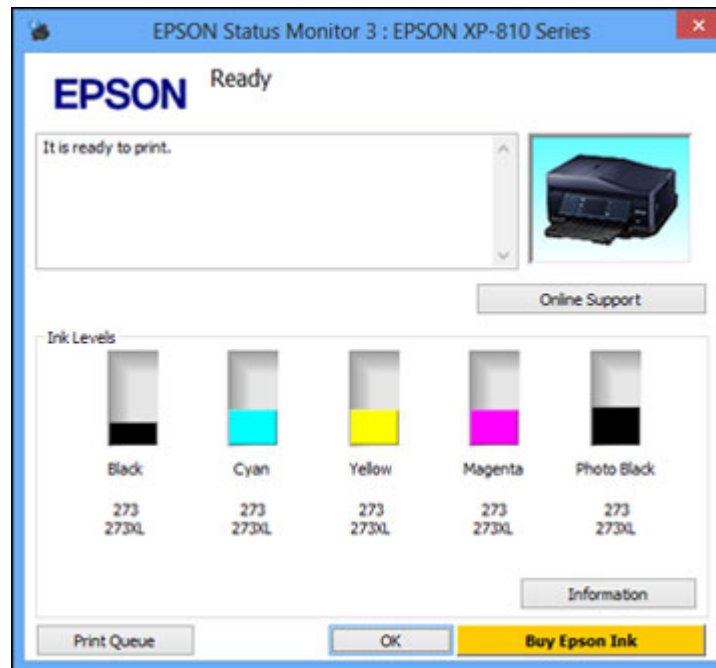 EPSON Status Monitor 3 : EPSON XP-810 Series
EPSON
Ready
It is ready to print.
Online Support
Ink Levels
Black Cyan Yellow Magenta Photo Black
273 273 273 273 273
273XL 273XL 273XL 273XL 273XL
Information
Print Queue OK Buy Epson Ink